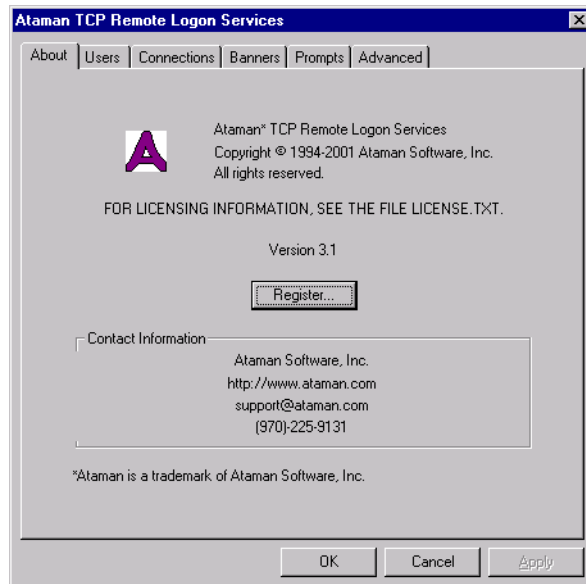 Ataman TCP Remote Logon Services
About
Users
Connections
Banners
Prompts
Advanced
A
Ataman* TCP Remote Logon Services
Copyright © 1994-2001 Ataman Software, Inc.
All rights reserved.
FOR LICENSING INFORMATION, SEE THE FILE LICENSE.TXT.
Version 3.1
Register...
Contact Information
Ataman Software, Inc.
http://www.ataman.com
support@ataman.com
(970)-225-9131
*Ataman is a trademark of Ataman Software, Inc.
OK
Cancel
Apply